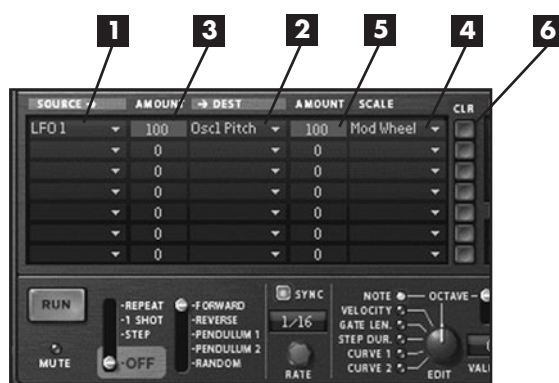 1 3 2 5 4 6
SOURCE → AMOUNT → DEST AMOUNT SCALE CLR
LFO 1 100 Osc1 Pitch 100 Mod Wheel
0 0
0 0
0 0
0 0
0 0
0 0
RUN
MUTE
-REPEAT
-1 SHOT
-STEP
-OFF
-FORWARD
-REVERSE
-PENDULUM 1
-PENDULUM 2
-RANDOM
SYNC
1/16
RATE
NOTE
VELOCITY
GATE LEN.
STEP DUR.
CURVE 1
CURVE 2
OCTAVE
EDIT